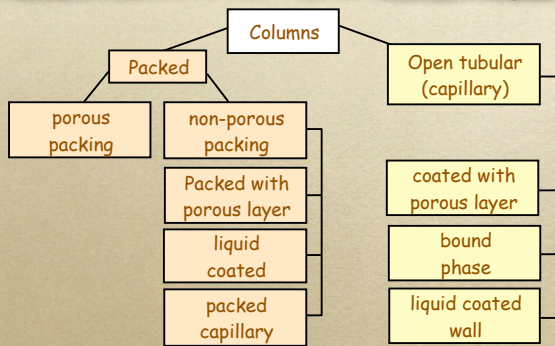 Columns
Packed
Open tubular
(capillary)
porous
packing
non-porous
packing
Packed with
porous layer
coated with
porous layer
liquid
coated
bound
phase
packed
capillary
liquid coated
wall